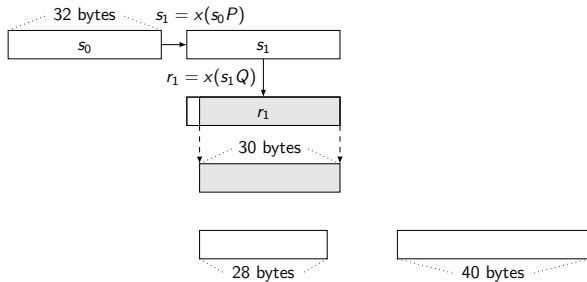 32 bytes s₁ = x(s₀P)
s₀ s₁
r₁ = x(s₁Q)
r₁
30 bytes
28 bytes 40 bytes